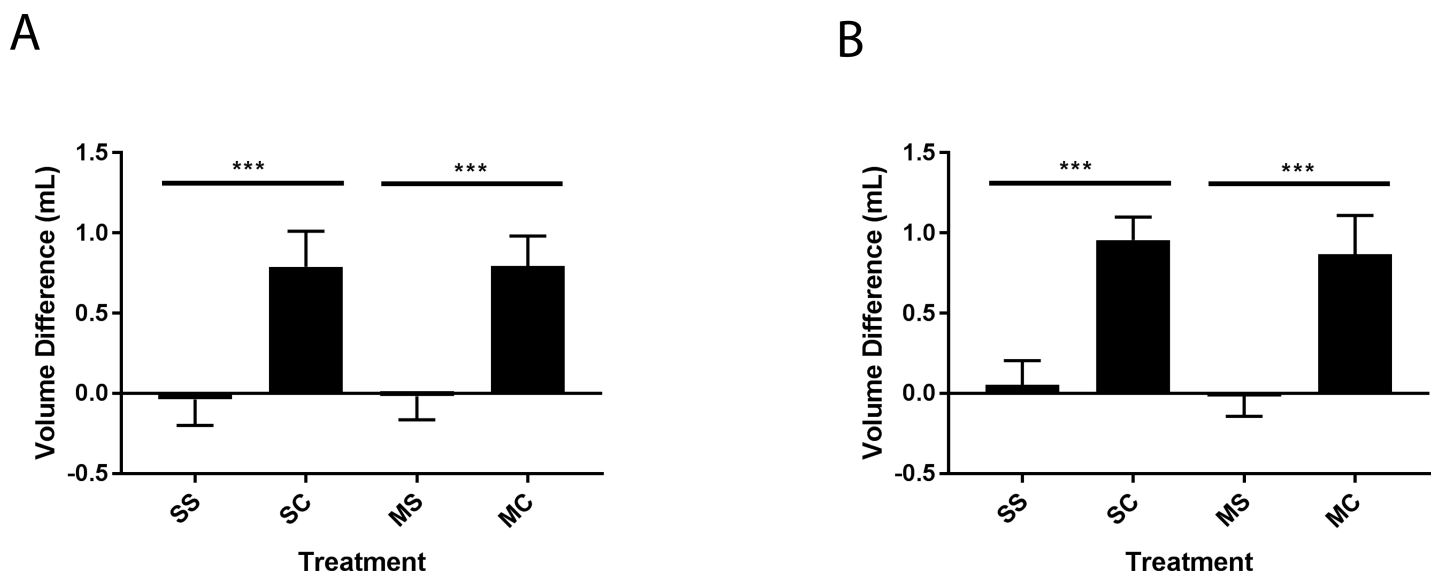 A
Volume Difference (mL)
1.5
1.0
0.5
0.0
-0.5
***
***
SS
SC
MS
MC
Treatment
B
Volume Difference (mL)
1.5
1.0
0.5
0.0
-0.5
***
***
SS
SC
MS
MC
Treatment